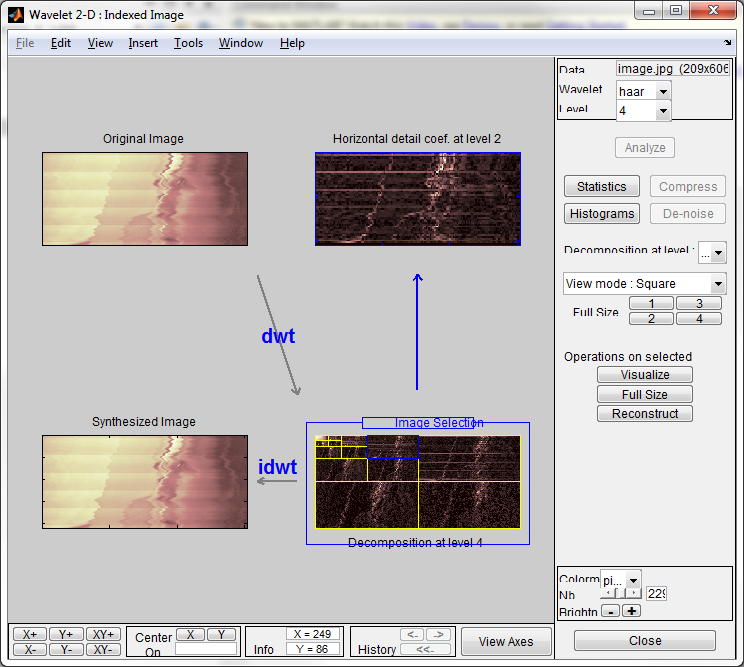 Wavelet 2-D : Indexed Image
File Edit View Insert Tools Window Help
Original Image
Horizontal detail coef. at level 2
dwt
Synthesized Image
Image Selection
idwt
Decomposition at level 4
Data image.jpg (209x606
Wavelet haar
Level 4
Analyze
Statistics Compress
Histograms De-noise
Decomposition at level : ...
View mode : Square
Full Size 1 3
2 4
Operations on selected
Visualize
Full Size
Reconstruct
Colorm pi...
Nb
Brightn - +
Close
X+ Y+ XY+
X- Y- XY-
Center On X Y
Info X = 249
Y = 86
History <- ->
<<-
View Axes